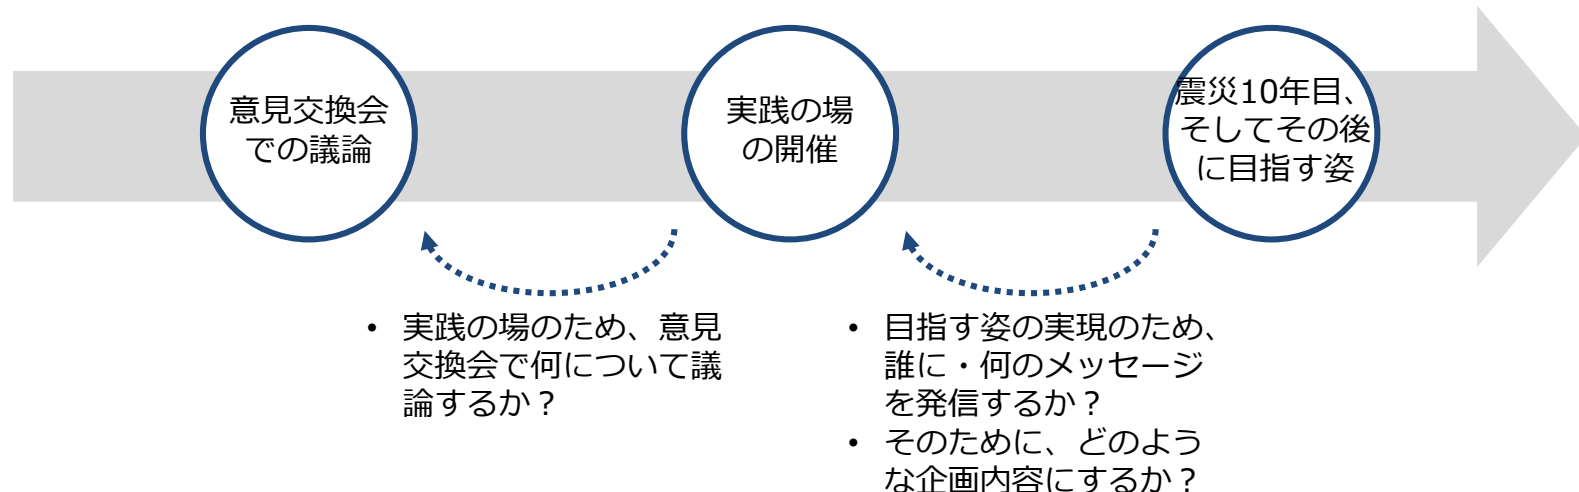 意見交換会
での議論
実践の場
の開催
震災10年目、
そしてその後
に目指す姿
• 実践の場のため、意見
交換会で何について議
論するか？
• 目指す姿の実現のため、
誰に・何のメッセージ
を発信するか？
• そのために、どのよう
な企画内容にするか？